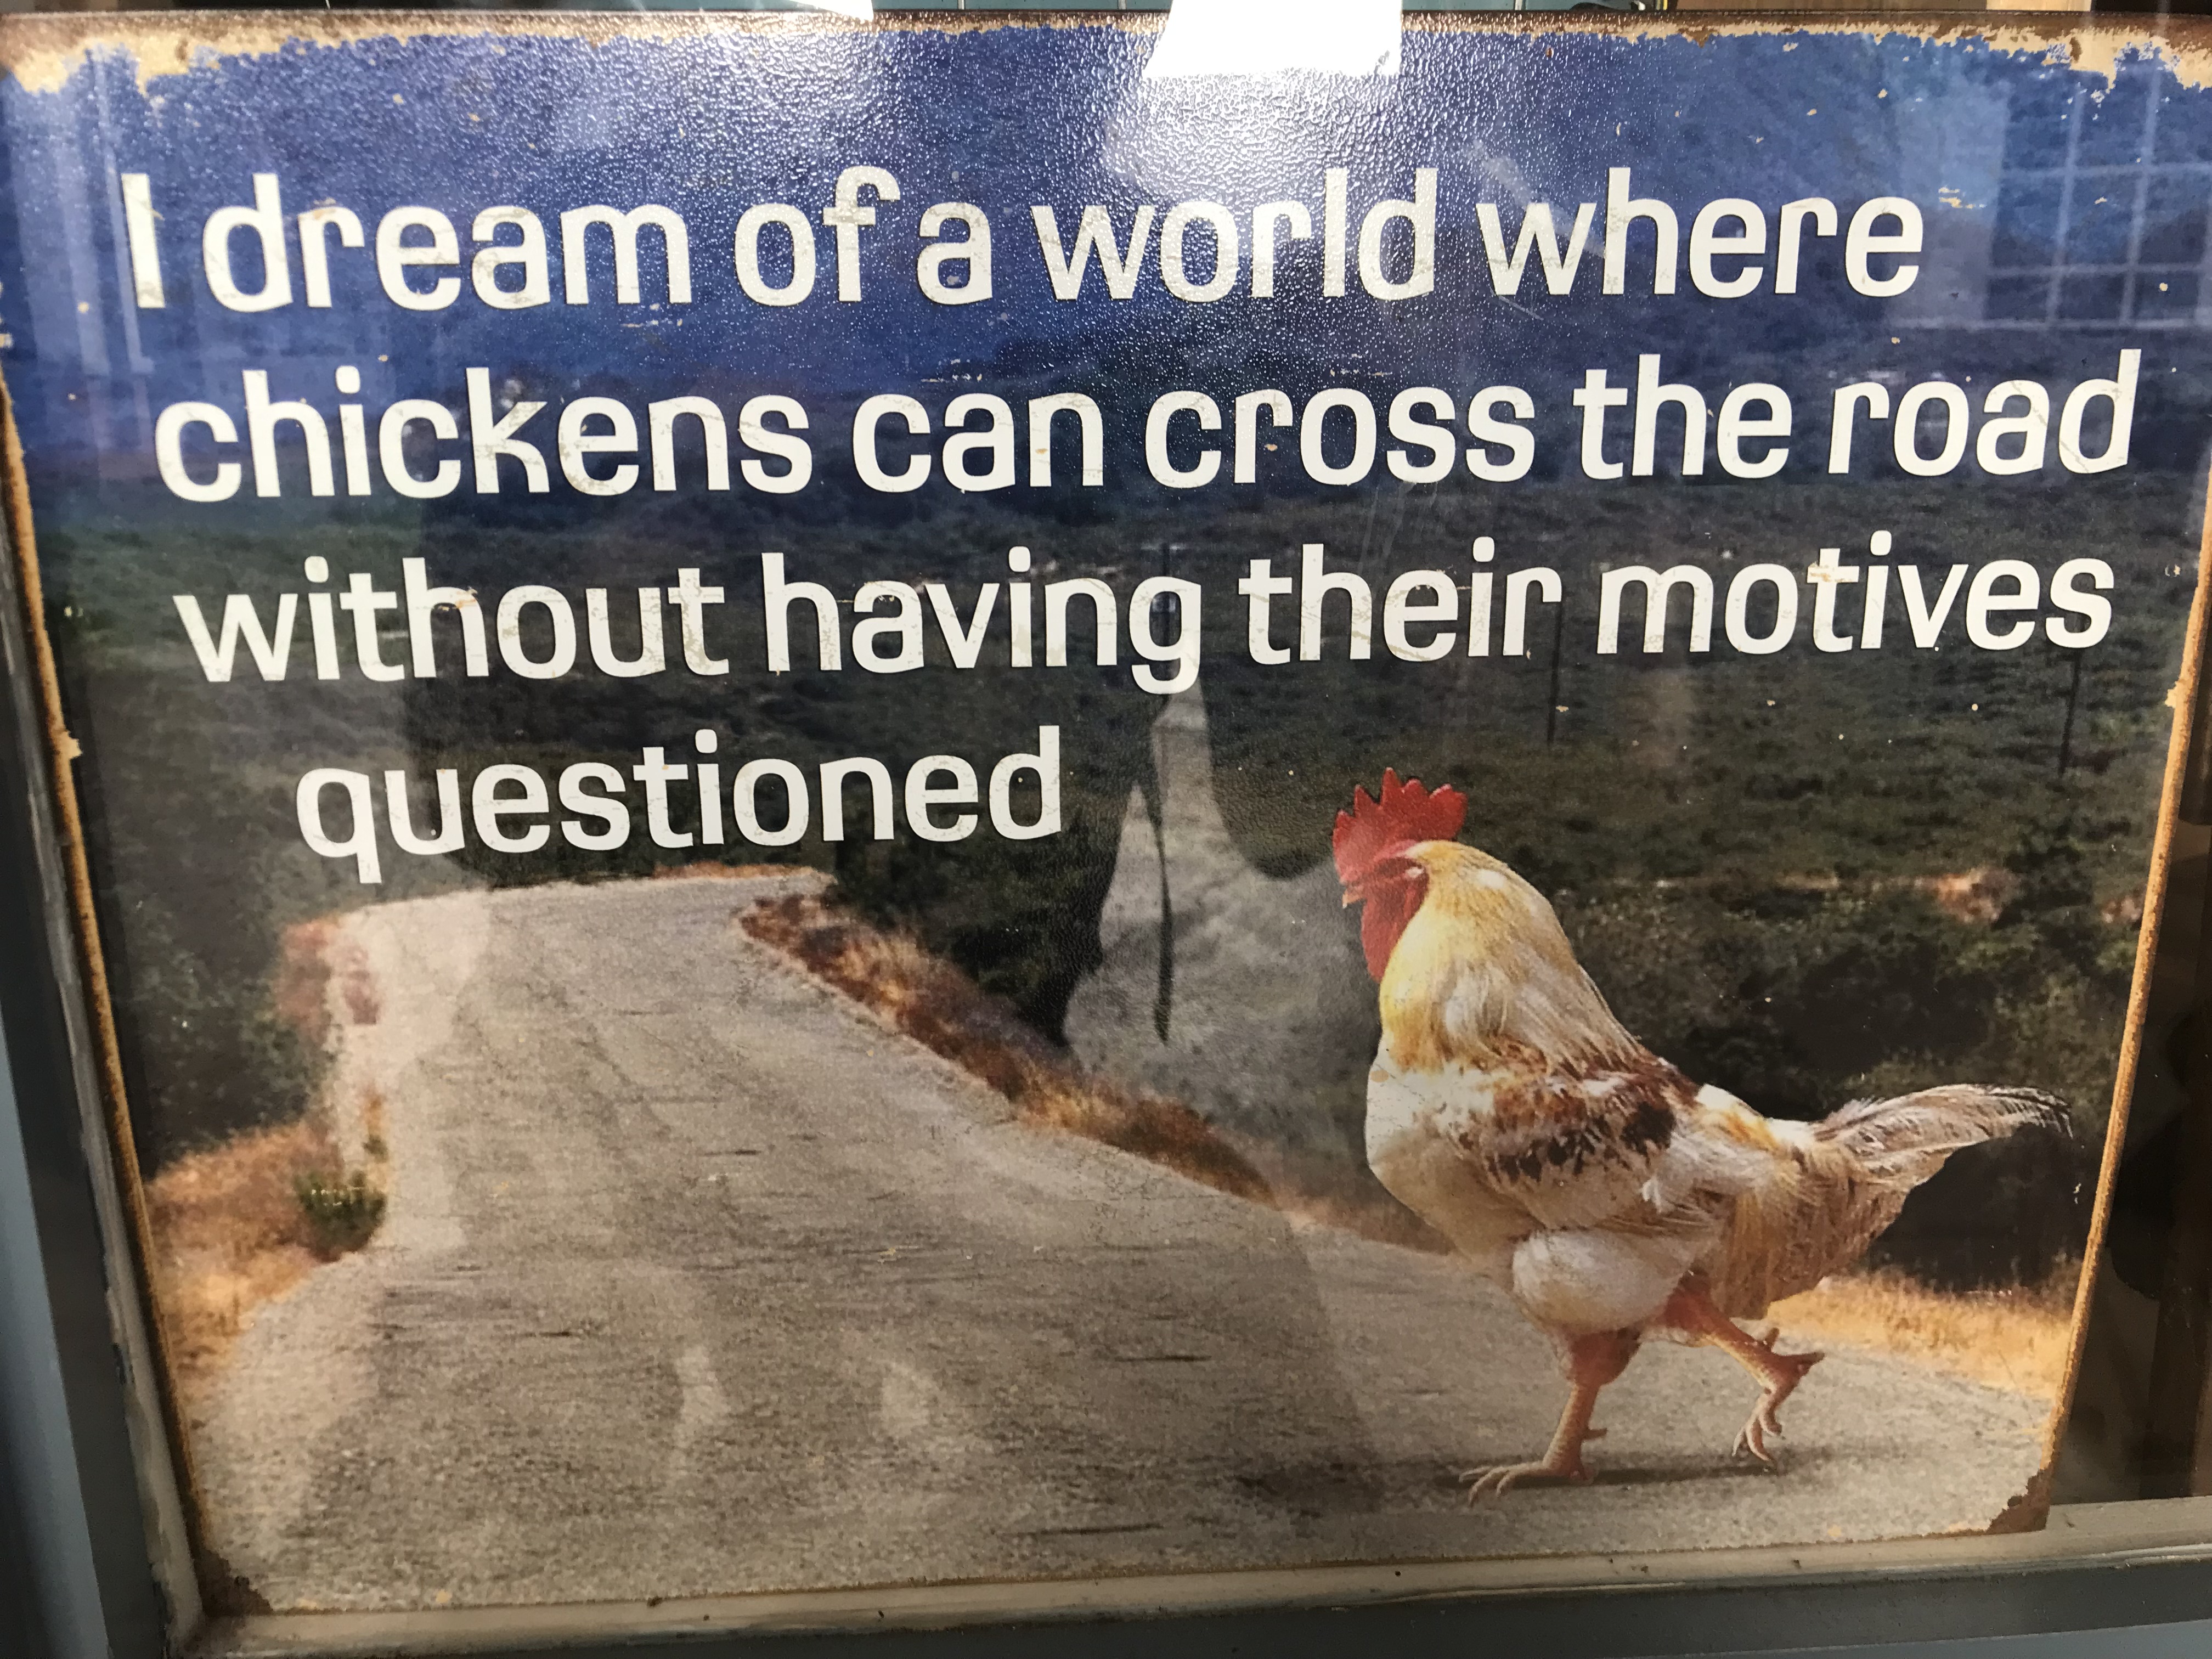 I dream of a world where
chickens can cross the road
without having their motives
questioned